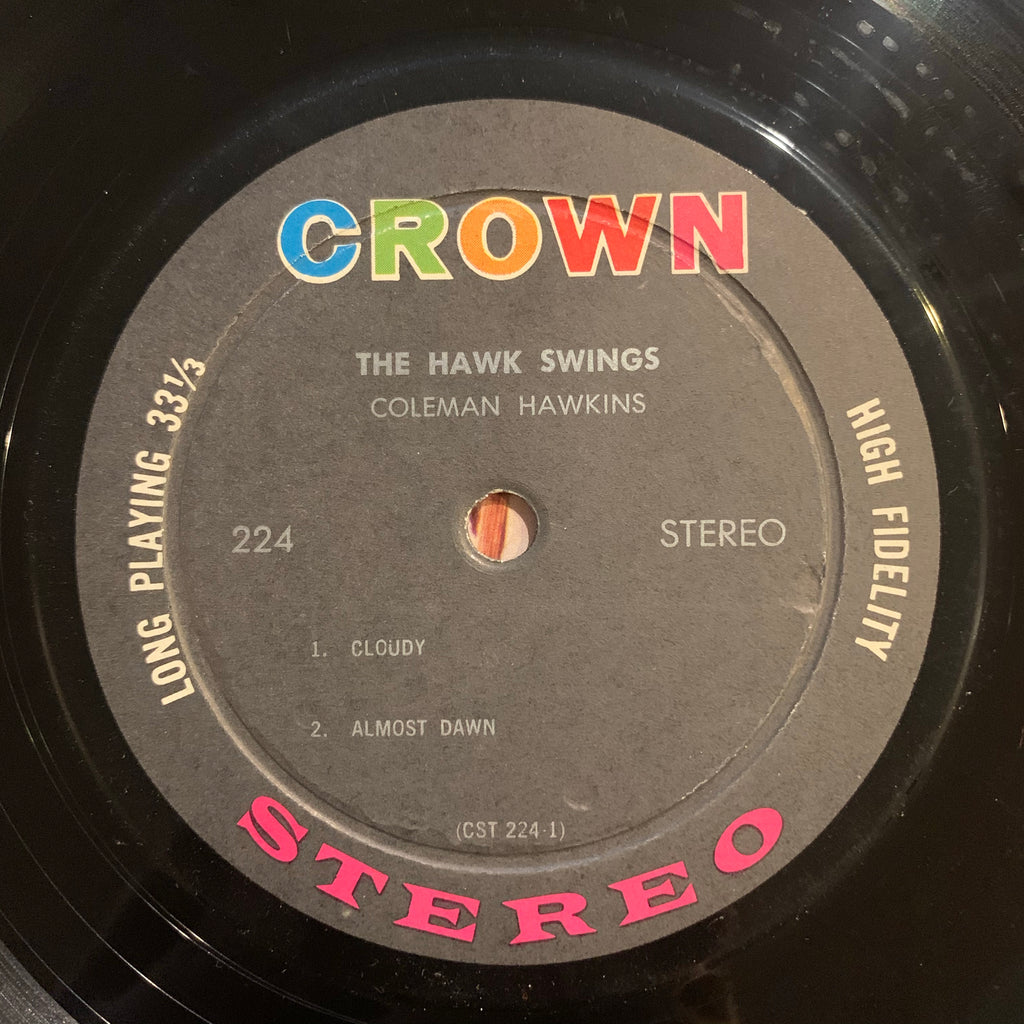 CROWN
THE HAWK SWINGS
COLEMAN HAWKINS
LONG PLAYING 33⅓
HIGH FIDELITY
224
STEREO
1. CLOUDY
2. ALMOST DAWN
(CST 224-1)
STEREO